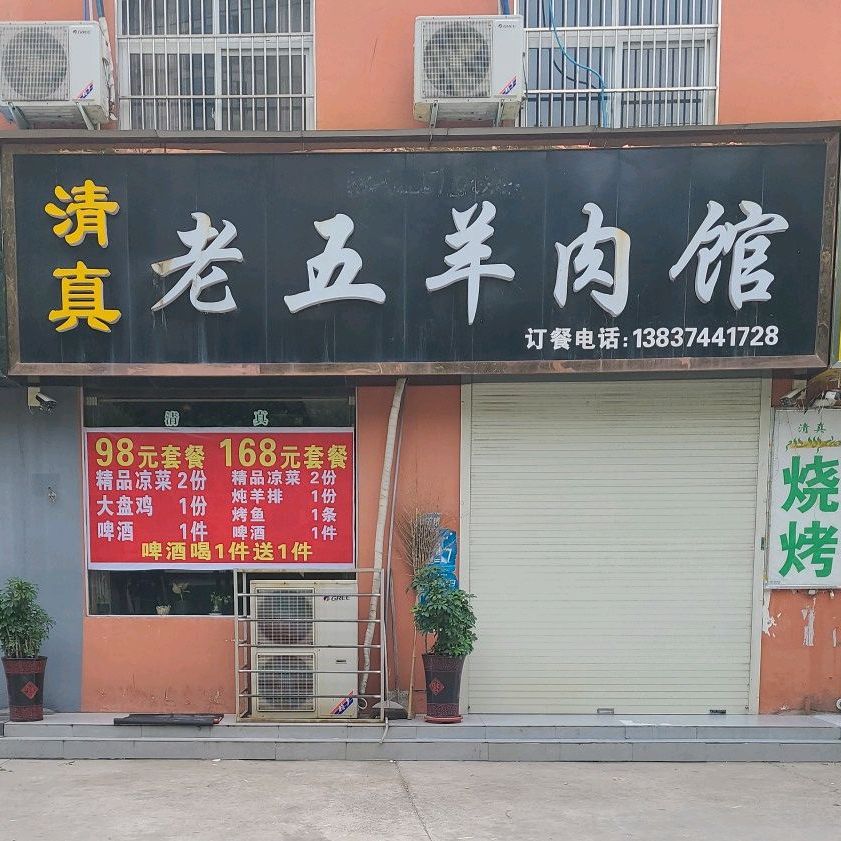 清真
老五羊肉馆
订餐电话:13837441728
清真
98元套餐
精品凉菜2份
大盘鸡 1份
啤酒 1件
168元套餐
精品凉菜 2份
炖羊排 1份
烤鱼 1条
啤酒 1件
啤酒喝1件送1件
清真
烧烤
GREE
GREE
GREE